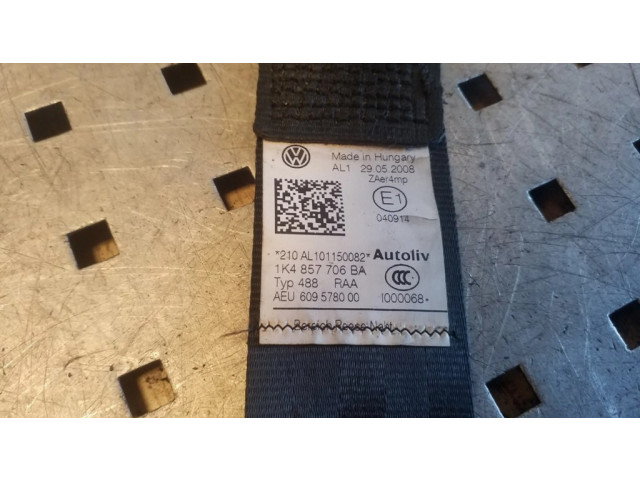 Made in Hungary
AL1 29.05.2008
ZAer4mp
E1
040914
*210 AL101150082* Autoliv
1K4 857 706 BA
Typ 488 RAA
AEU 609 5780 00 I000068*